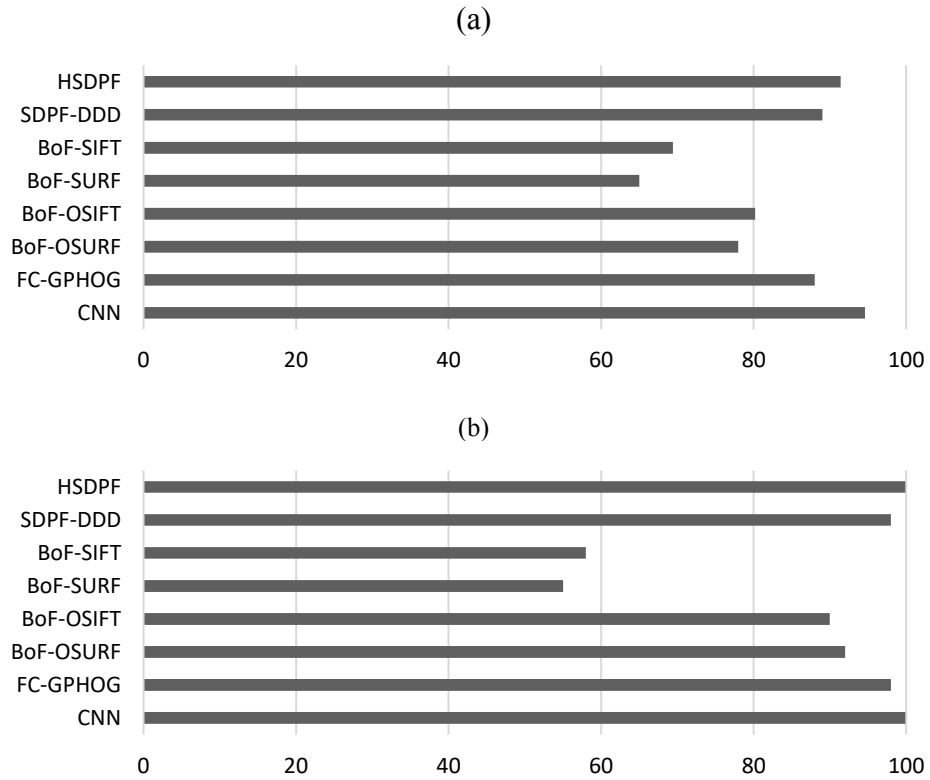 (a)
HSDPF
SDPF-DDD
BoF-SIFT
BoF-SURF
BoF-OSIFT
BoF-OSURF
FC-GPHOG
CNN
0 20 40 60 80 100
(b)
HSDPF
SDPF-DDD
BoF-SIFT
BoF-SURF
BoF-OSIFT
BoF-OSURF
FC-GPHOG
CNN
0 20 40 60 80 100